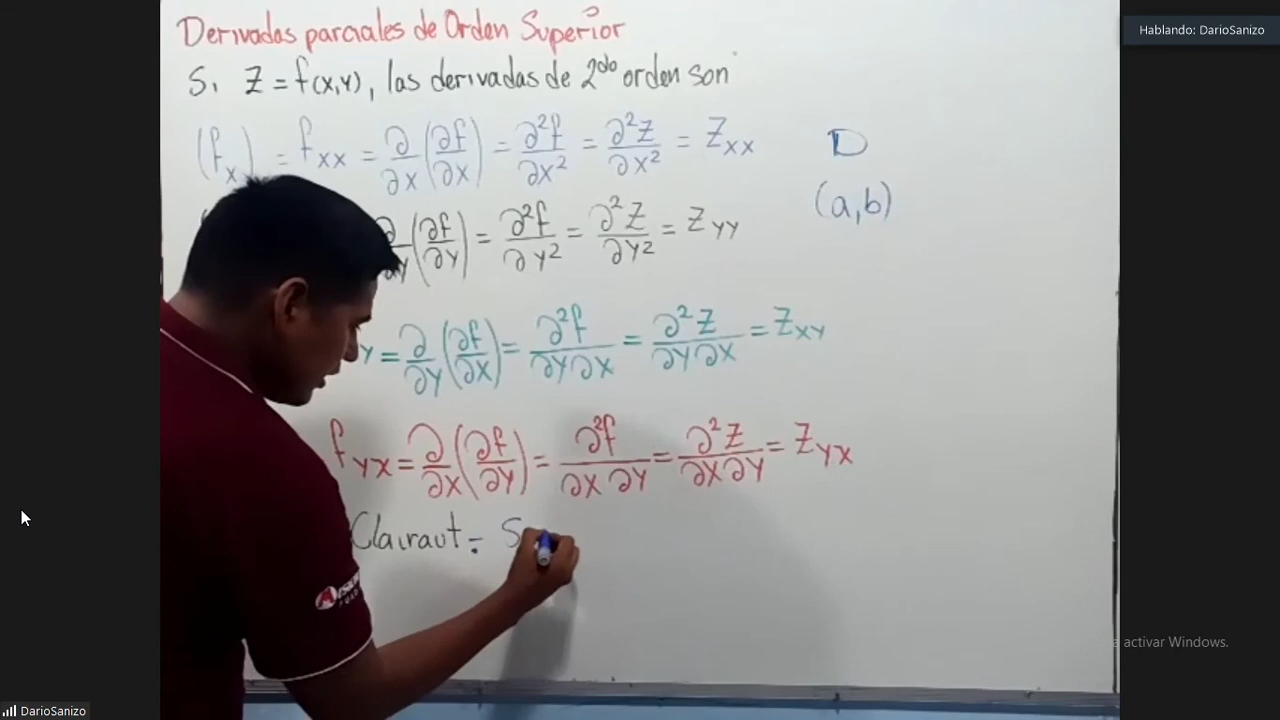 Hablando: DarioSanizo
Derivadas parciales de Orden Superior
Si Z = f(x,y), las derivadas de 2do orden son
(fx) = fxx = ∂/∂x (∂f/∂x) = ∂²f/∂x² = ∂²Z/∂x² = Zxx
D
(a,b)
(∂f/∂y) = ∂²f/∂y² = ∂²Z/∂y² = Zyy
y = ∂/∂y (∂f/∂x) = ∂²f/∂y∂x = ∂²Z/∂y∂x = Zxy
fyx = ∂/∂x (∂f/∂y) = ∂²f/∂x∂y = ∂²Z/∂x∂y = Zyx
Clairaut: S
activar Windows.
DarioSanizo